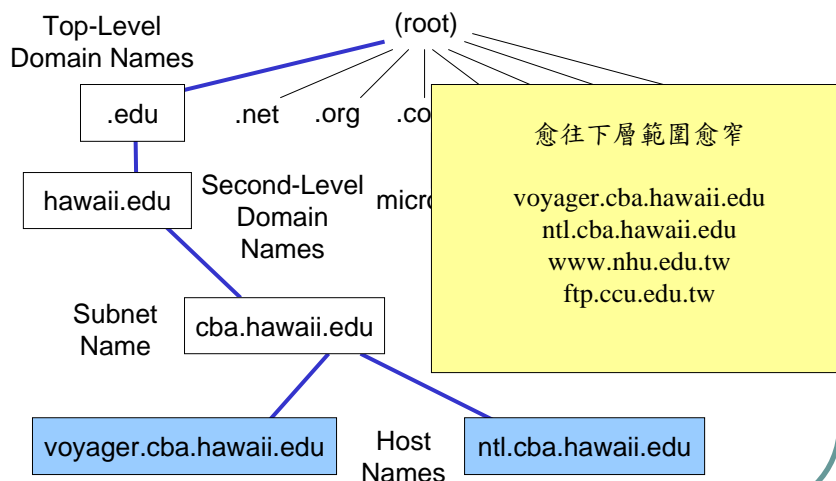 Top-Level
Domain Names
(root)
.edu
.net
.org
.co
hawaii.edu
Second-Level
Domain
Names
micro
愈往下層範圍愈窄
voyager.cba.hawaii.edu
ntl.cba.hawaii.edu
www.nhu.edu.tw
ftp.ccu.edu.tw
Subnet
Name
cba.hawaii.edu
voyager.cba.hawaii.edu
Host
Names
ntl.cba.hawaii.edu